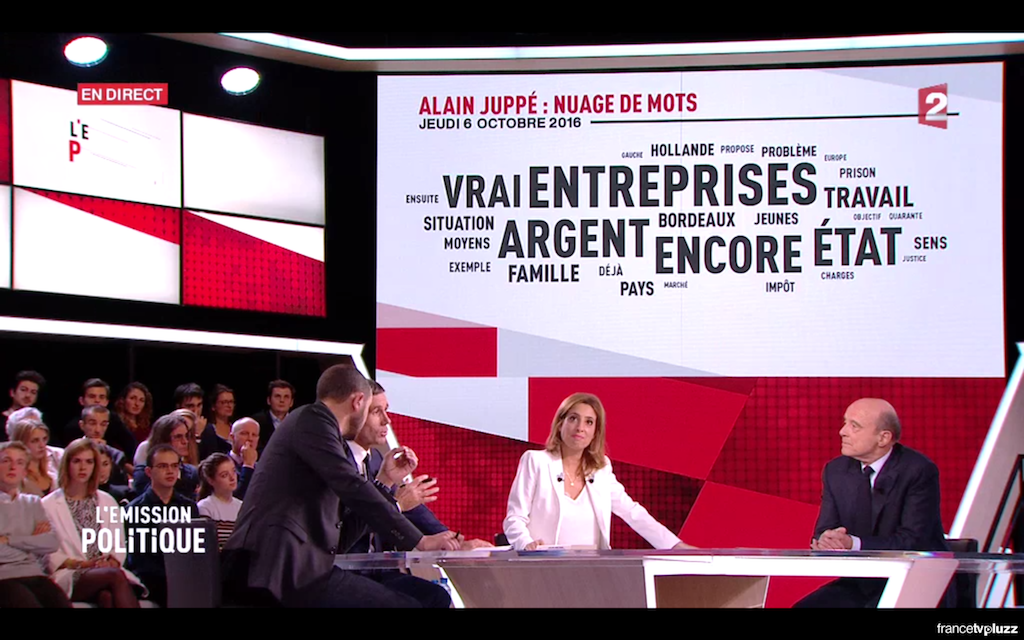 EN DIRECT
L'E
P
ALAIN JUPPÉ : NUAGE DE MOTS
JEUDI 6 OCTOBRE 2016
2
GAUCHE HOLLANDE PROPOSE PROBLÈME EUROPE
PRISON
ENSUITE VRAI ENTREPRISES TRAVAIL
SITUATION ARGENT BORDEAUX JEUNES OBJECTIF QUARANTE
MOYENS ENCORE ÉTAT SENS
JUSTICE
EXEMPLE FAMILLE DÉJÀ CHARGES
PAYS MARCHÉ IMPÔT
L'EMISSION
POLiTiQUE
francetvpluzz